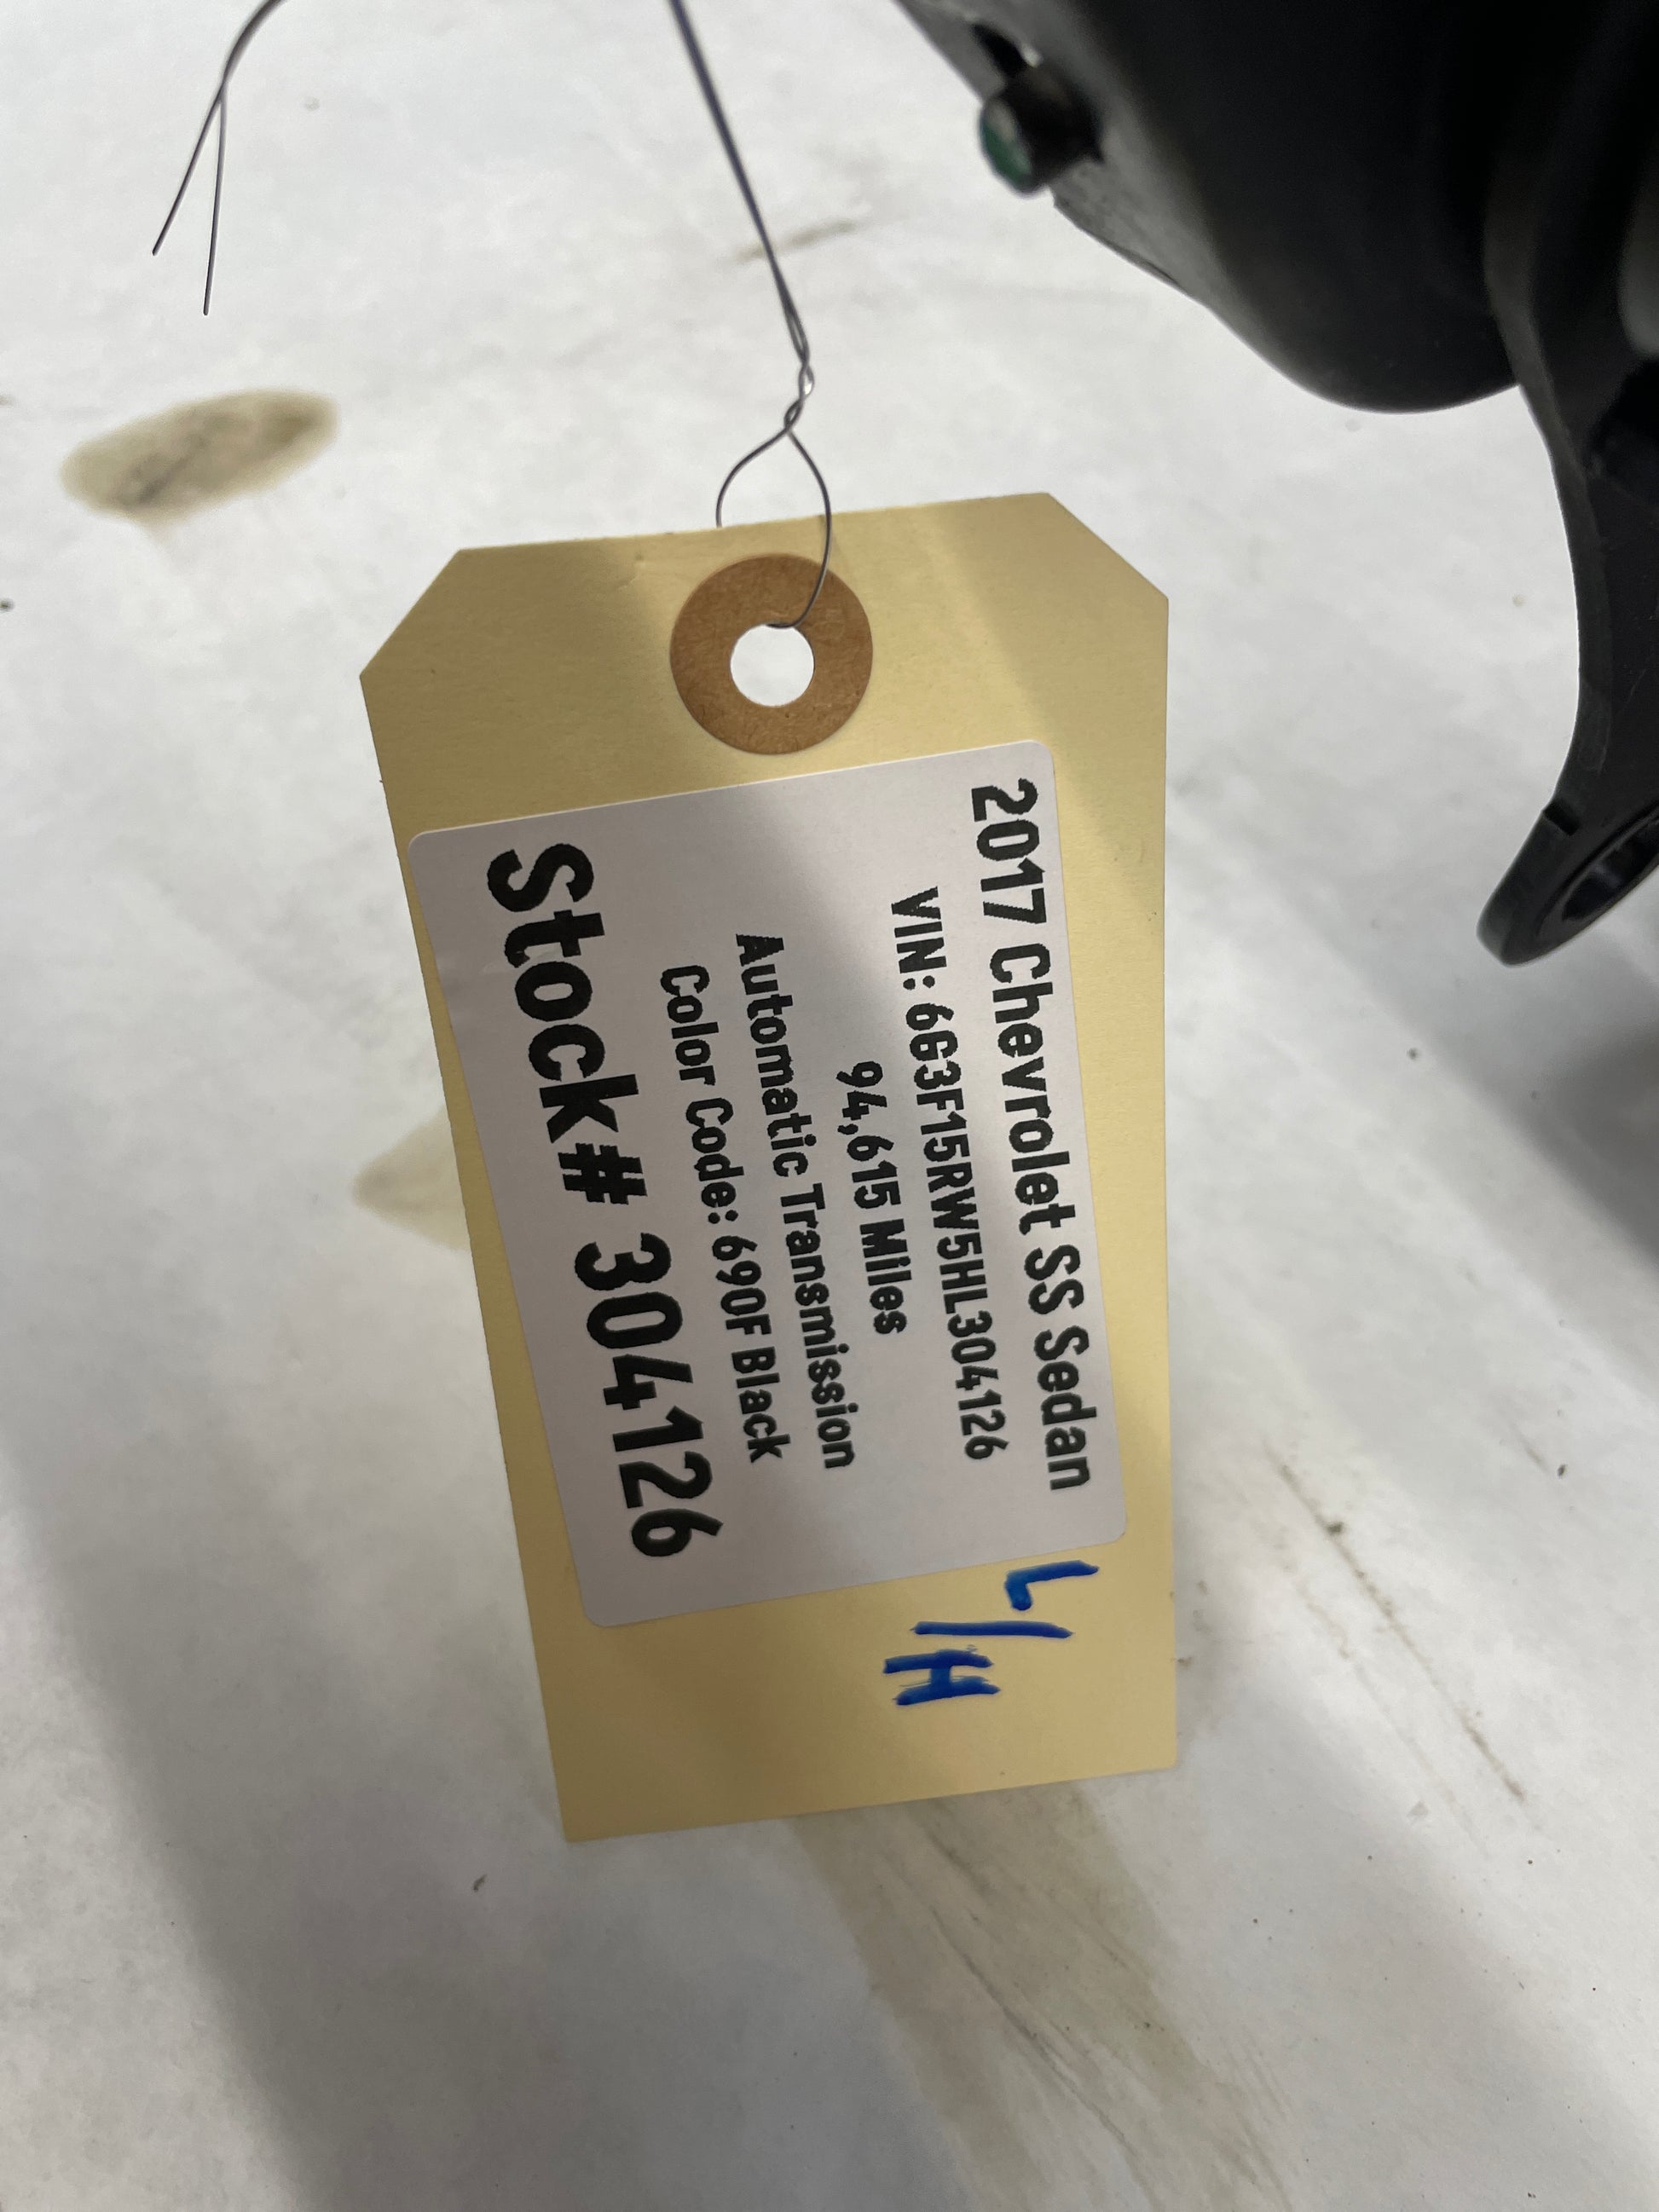 2017 Chevrolet SS Sedan
VIN: 6G3F15RW5HL304126
94,615 Miles
Automatic Transmission
Color Code: 690F Black
Stock# 304126
L/H